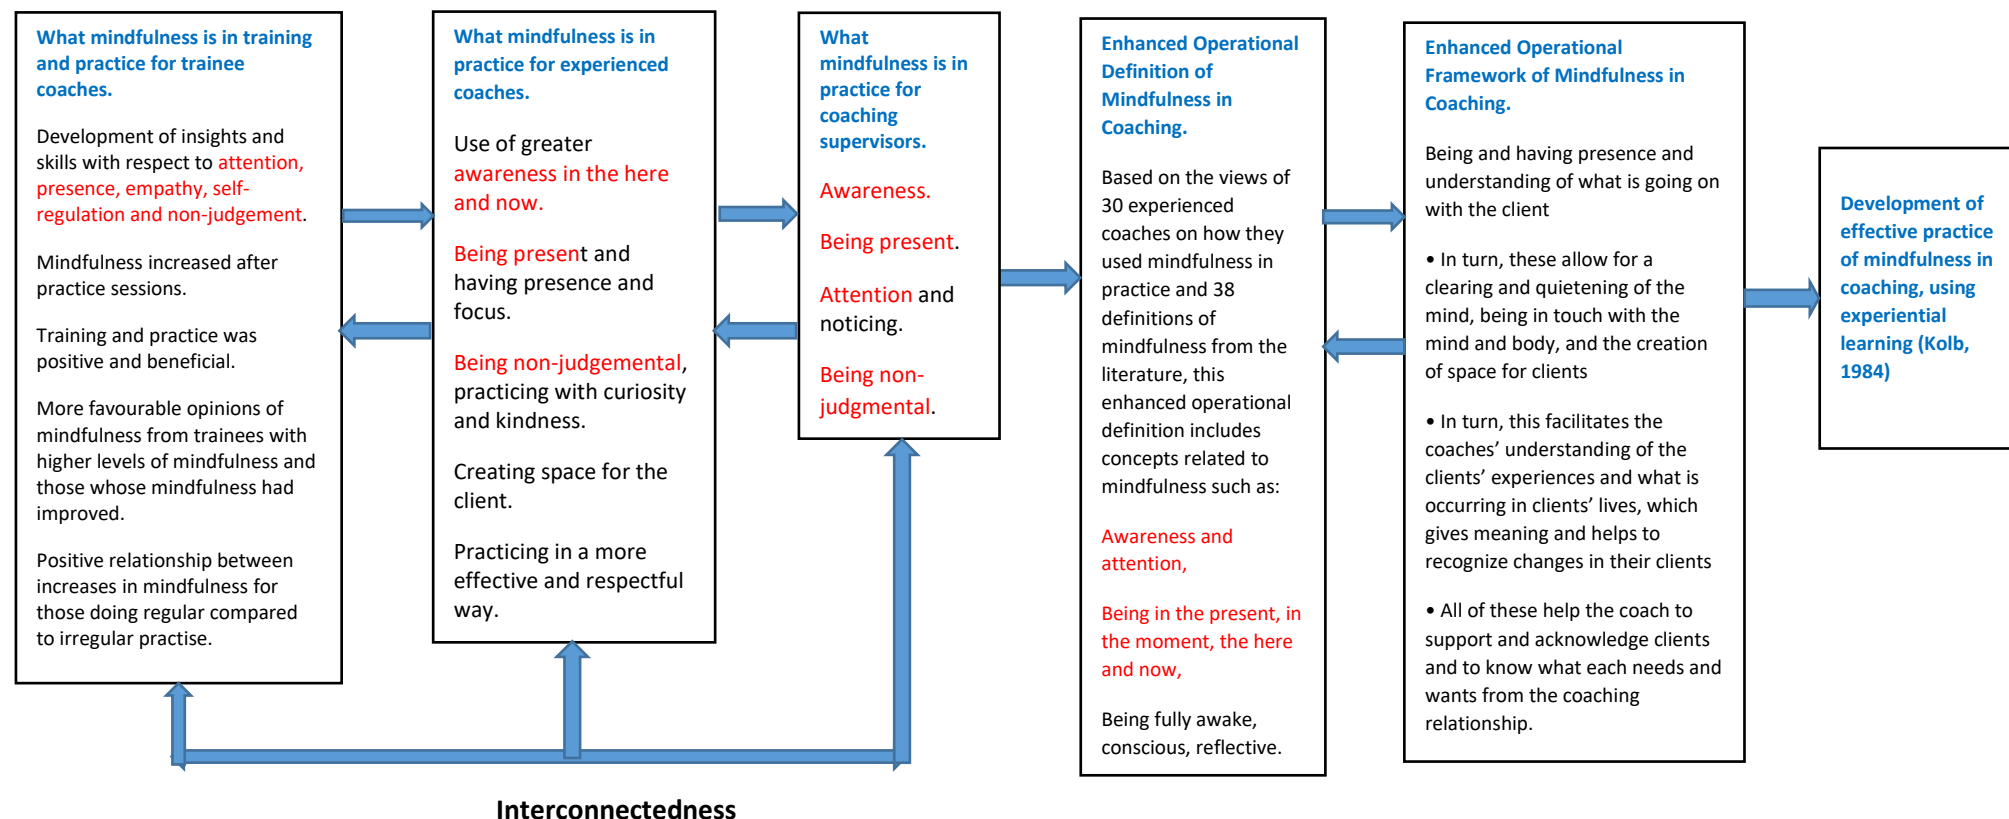 What mindfulness is in training
and practice for trainee
coaches.
Development of insights and
skills with respect to attention,
presence, empathy, self-
regulation and non-judgement.
Mindfulness increased after
practice sessions.
Training and practice was
positive and beneficial.
More favourable opinions of
mindfulness from trainees with
higher levels of mindfulness and
those whose mindfulness had
improved.
Positive relationship between
increases in mindfulness for
those doing regular compared
to irregular practise.
What mindfulness is in
practice for experienced
coaches.
Use of greater
awareness in the here
and now.
Being present and
having presence and
focus.
Being non-judgemental,
practicing with curiosity
and kindness.
Creating space for the
client.
Practicing in a more
effective and respectful
way.
What
mindfulness is in
practice for
coaching
supervisors.
Awareness.
Being present.
Attention and
noticing.
Being non-
judgmental.
Enhanced Operational
Definition of
Mindfulness in
Coaching.
Based on the views of
30 experienced
coaches on how they
used mindfulness in
practice and 38
definitions of
mindfulness from the
literature, this
enhanced operational
definition includes
concepts related to
mindfulness such as:
Awareness and
attention,
Being in the present, in
the moment, the here
and now,
Being fully awake,
conscious, reflective.
Enhanced Operational
Framework of Mindfulness in
Coaching.
Being and having presence and
understanding of what is going on
with the client
• In turn, these allow for a
clearing and quietening of the
mind, being in touch with the
mind and body, and the creation
of space for clients
• In turn, this facilitates the
coaches’ understanding of the
clients’ experiences and what is
occurring in clients’ lives, which
gives meaning and helps to
recognize changes in their clients
• All of these help the coach to
support and acknowledge clients
and to know what each needs and
wants from the coaching
relationship.
Development of
effective practice
of mindfulness in
coaching, using
experiential
learning (Kolb,
1984)
Interconnectedness